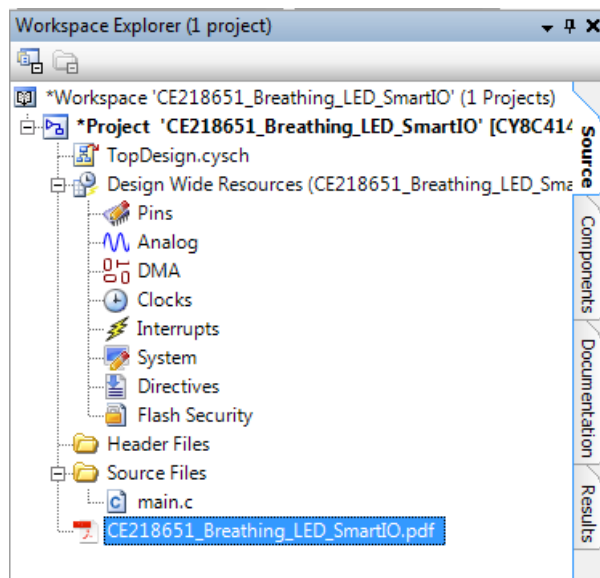 Workspace Explorer (1 project)
*Workspace 'CE218651_Breathing_LED_SmartIO' (1 Projects)
*Project 'CE218651_Breathing_LED_SmartIO' [CY8C414
TopDesign.cysch
Design Wide Resources (CE218651_Breathing_LED_Sma
Pins
Analog
DMA
Clocks
Interrupts
System
Directives
Flash Security
Header Files
Source Files
main.c
CE218651_Breathing_LED_SmartIO.pdf
Source
Components
Documentation
Results